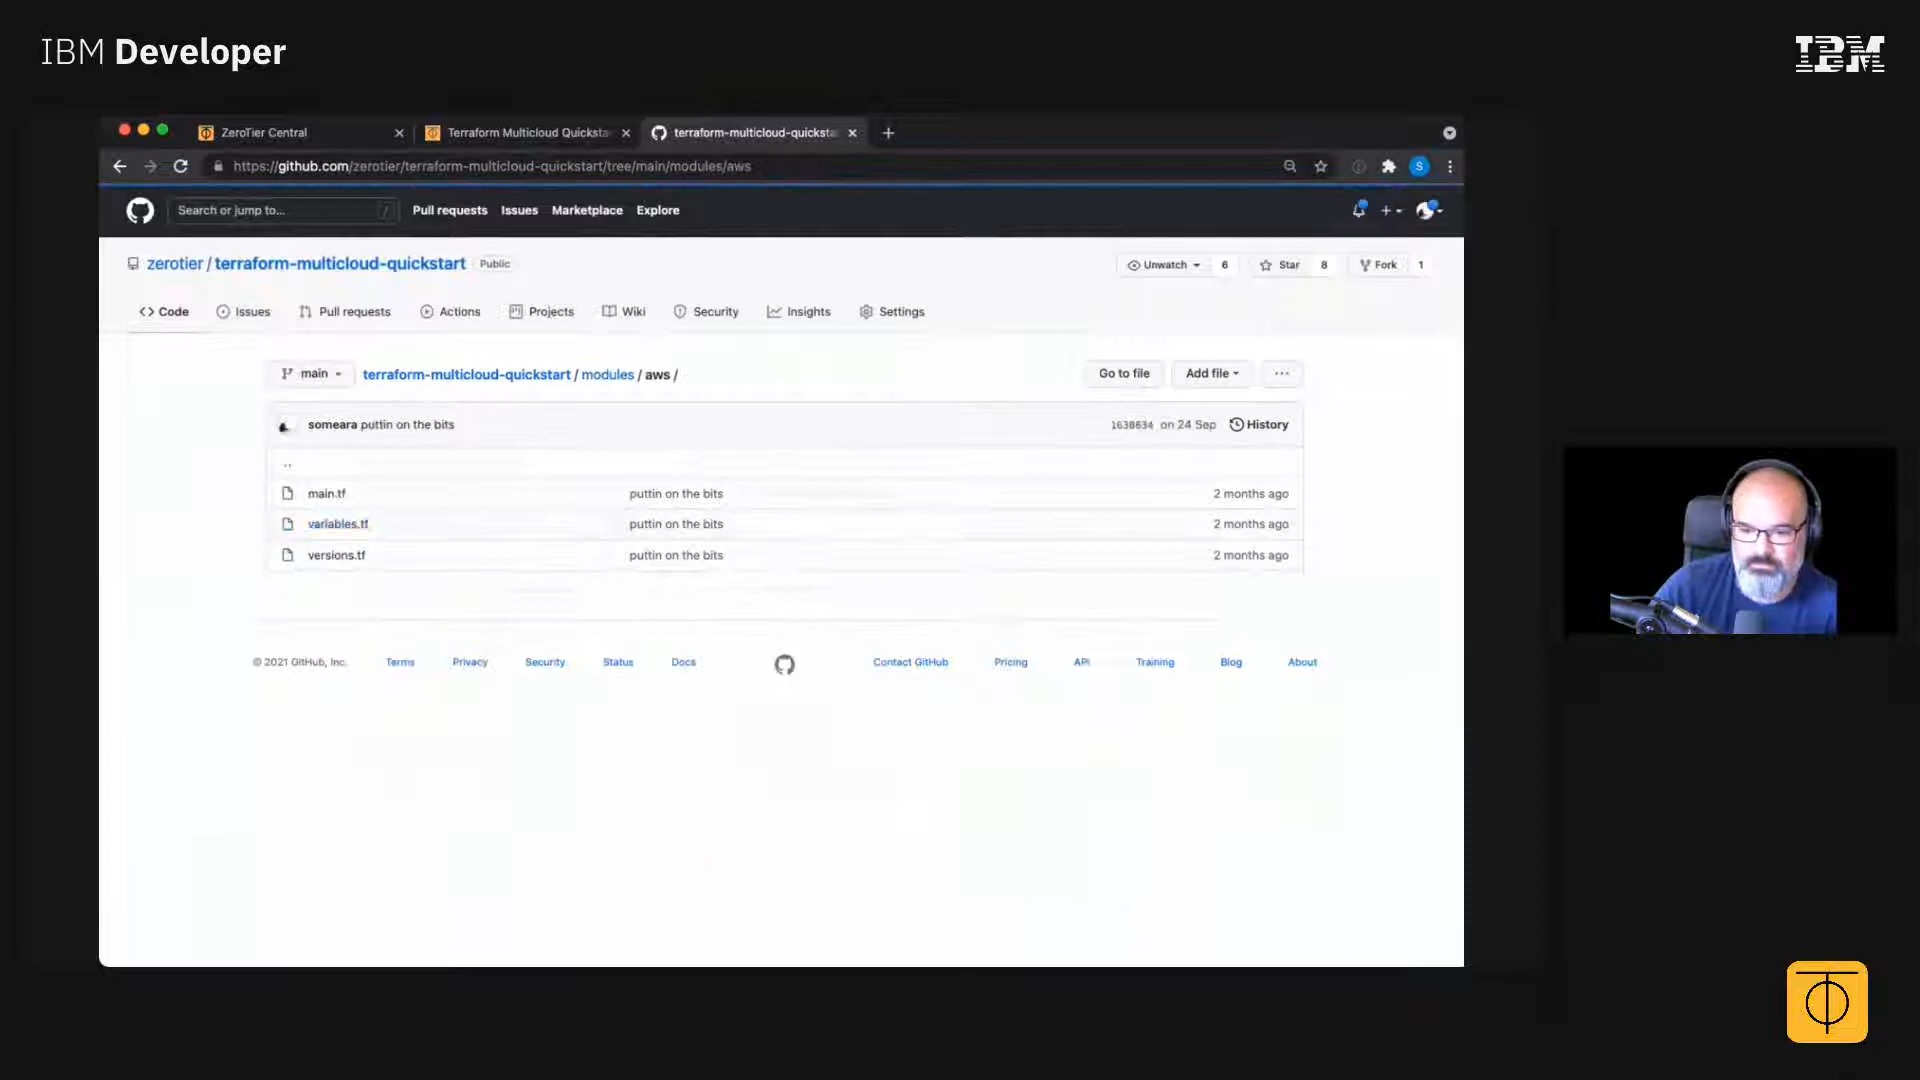 IBM Developer
IBM
ZeroTier Central
Terraform Multicloud Quicksta
terraform-multicloud-quicksta
https://github.com/zerotier/terraform-multicloud-quickstart/tree/main/modules/aws
S
Search or jump to...
/
Pull requests
Issues
Marketplace
Explore
zerotier / terraform-multicloud-quickstart
Public
Unwatch
6
Star
8
Fork
1
Code
Issues
Pull requests
Actions
Projects
Wiki
Security
Insights
Settings
main
terraform-multicloud-quickstart / modules / aws /
Go to file
Add file
...
someara puttin on the bits
on 24 Sep
History
..
main.tf
puttin on the bits
2 months ago
variables.tf
puttin on the bits
2 months ago
versions.tf
puttin on the bits
2 months ago
© 2021 GitHub, Inc.
Terms
Privacy
Security
Status
Docs
Contact GitHub
Pricing
API
Training
Blog
About